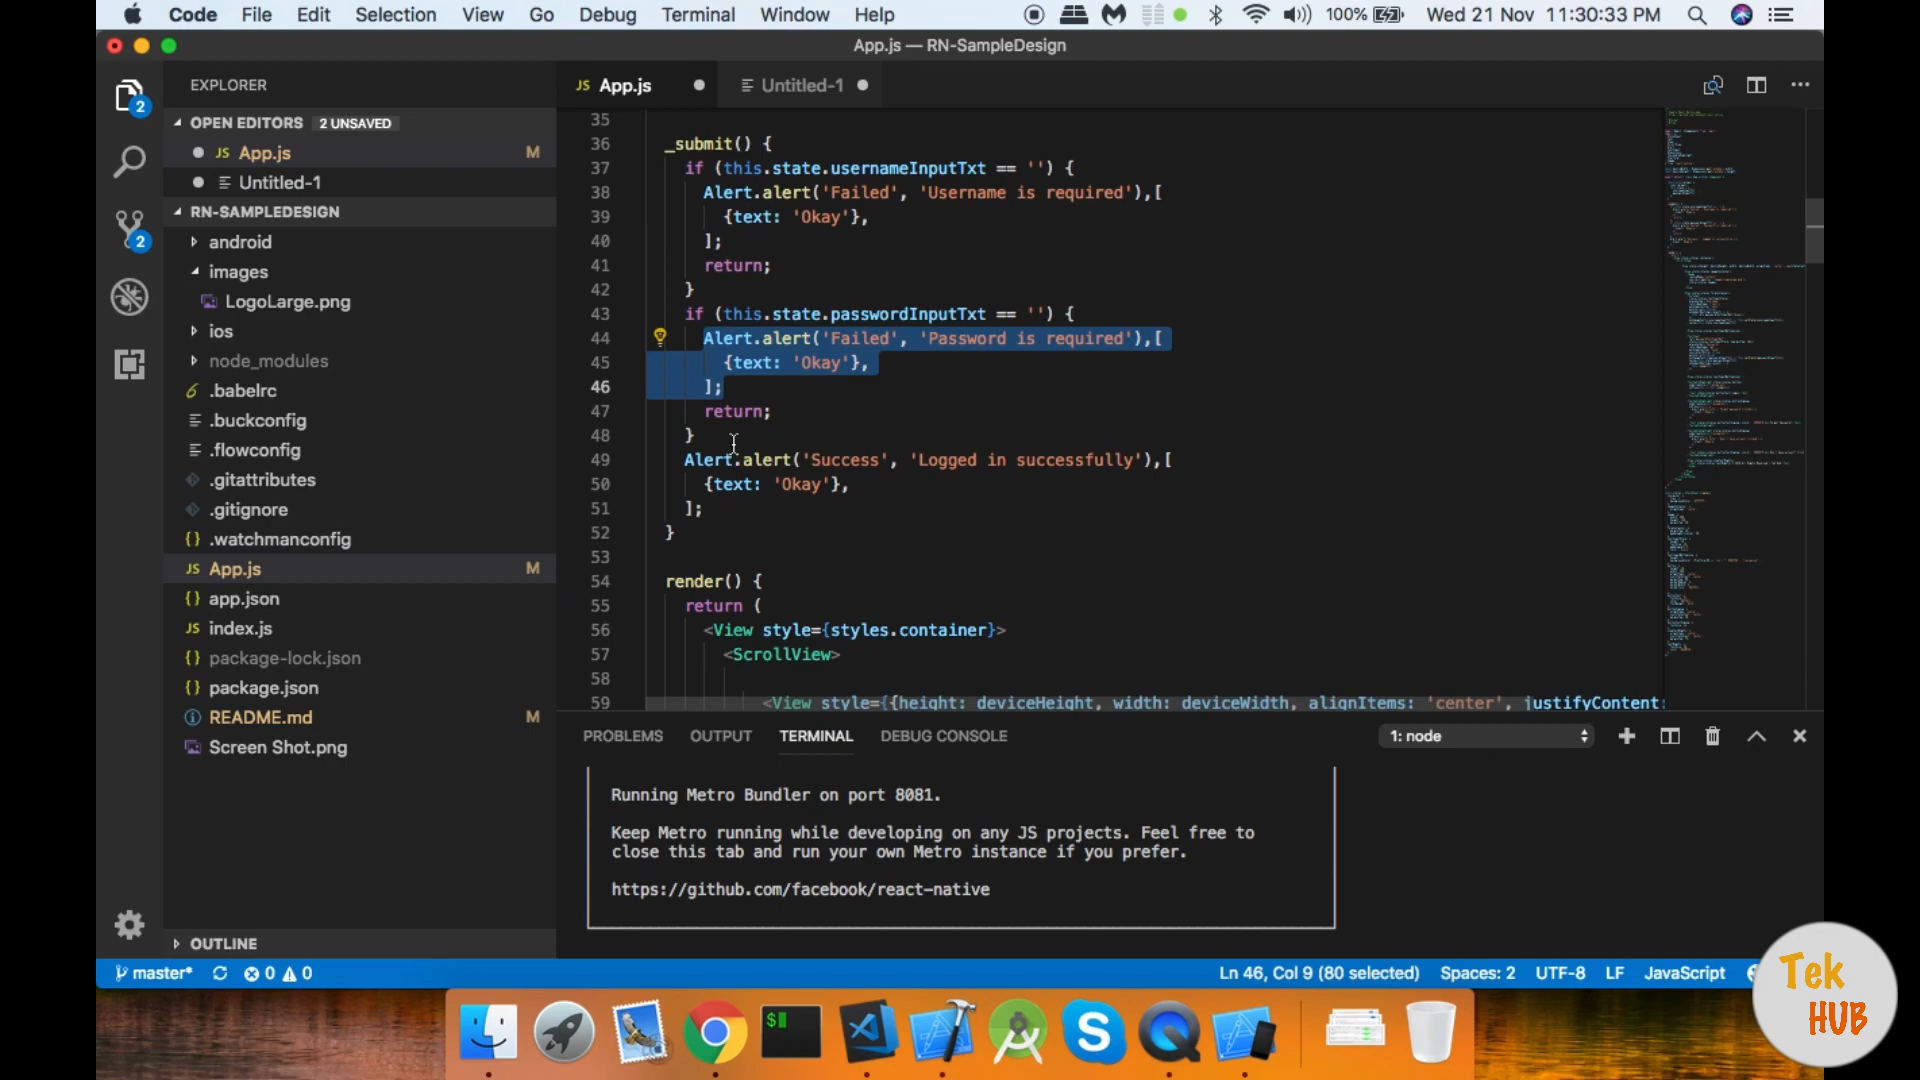 Code File Edit Selection View Go Debug Terminal Window Help 100% Wed 21 Nov 11:30:33 PM
App.js — RN-SampleDesign
EXPLORER
OPEN EDITORS 2 UNSAVED
JS App.js M
Untitled-1
RN-SAMPLEDESIGN
android
images
LogoLarge.png
ios
node_modules
.babelrc
.buckconfig
.flowconfig
.gitattributes
.gitignore
{} .watchmanconfig
JS App.js M
{} app.json
JS index.js
{} package-lock.json
{} package.json
README.md M
Screen Shot.png
OUTLINE
2
2
JS App.js Untitled-1
35
36 _submit() {
37 if (this.state.usernameInputTxt == '') {
38 Alert.alert('Failed', 'Username is required'),[
39 {text: 'Okay'},
40 ];
41 return;
42 }
43 if (this.state.passwordInputTxt == '') {
44 Alert.alert('Failed', 'Password is required'),[
45 {text: 'Okay'},
46 ];
47 return;
48 }
49 Alert.alert('Success', 'Logged in successfully'),[
50 {text: 'Okay'},
51 ];
52 }
53
54 render() {
55 return (
56 <View style={styles.container}>
57 <ScrollView>
58
59 <View style={{height: deviceHeight, width: deviceWidth, alignItems: 'center', justifyContent:
PROBLEMS OUTPUT TERMINAL DEBUG CONSOLE 1: node
Running Metro Bundler on port 8081.
Keep Metro running while developing on any JS projects. Feel free to
close this tab and run your own Metro instance if you prefer.
https://github.com/facebook/react-native
master* 0 0 Ln 46, Col 9 (80 selected) Spaces: 2 UTF-8 LF JavaScript
Tek
HUB